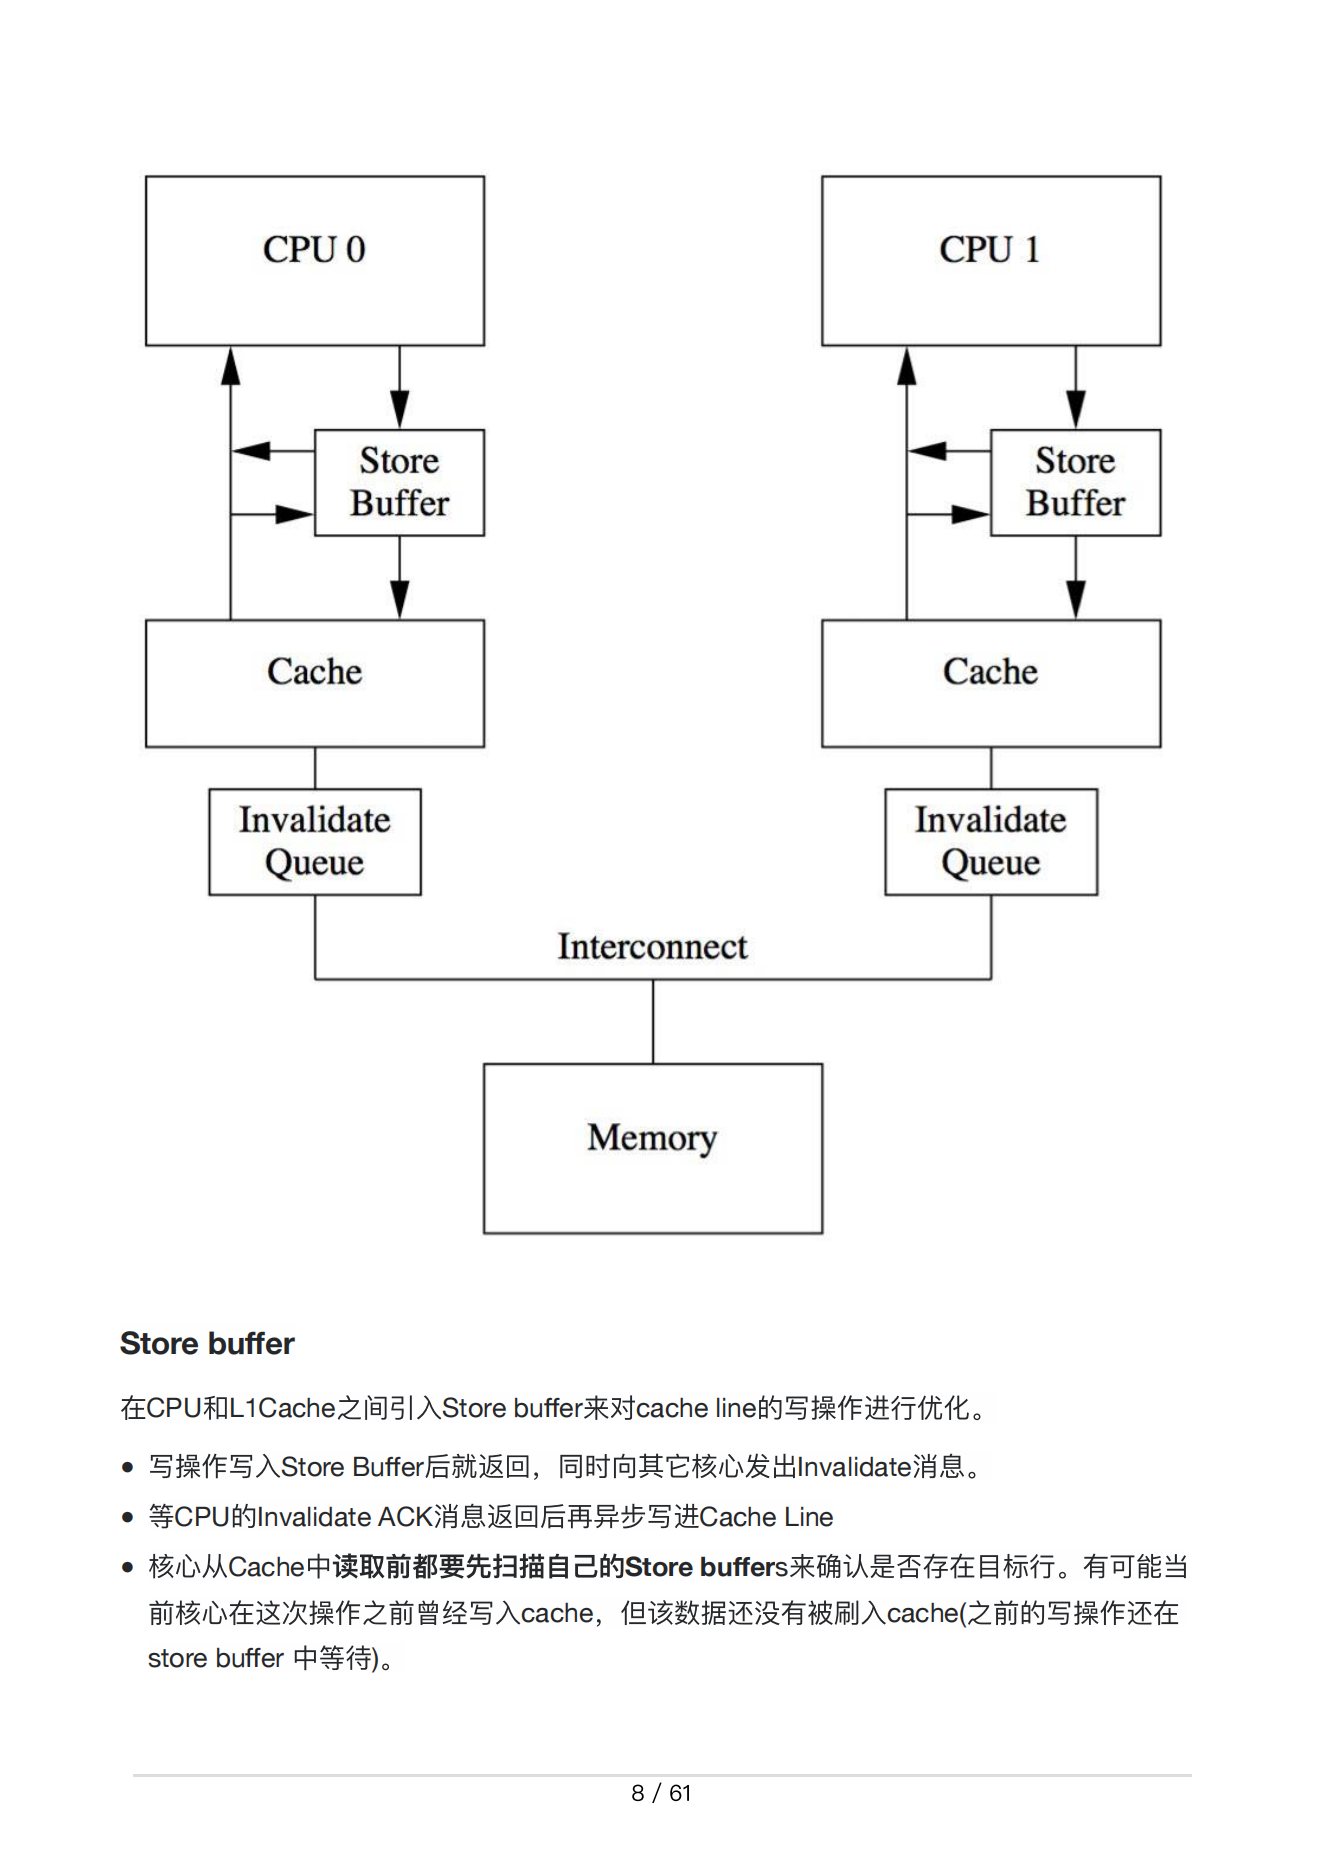 CPU 0
CPU 1
Store
Buffer
Store
Buffer
Cache
Cache
Invalidate
Queue
Invalidate
Queue
Interconnect
Memory
Store buffer
在CPU和L1Cache之间引入Store buffer来对cache line的写操作进行优化。
● 写操作写入Store Buffer后就返回，同时向其它核心发出Invalidate消息。
● 等CPU的Invalidate ACK消息返回后再异步写进Cache Line
● 核心从Cache中读取前都要先扫描自己的Store buffers来确认是否存在目标行。有可能当
前核心在这次操作之前曾经写入cache，但该数据还没有被刷入cache(之前的写操作还在
store buffer 中等待)。
8 / 61